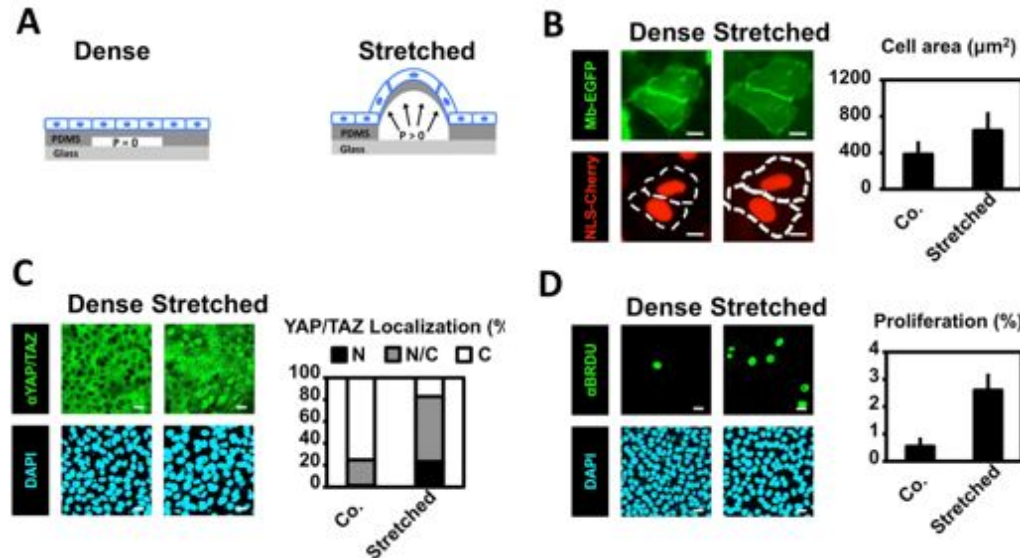 A
Dense
Stretched
PDMS
P = 0
Glass
PDMS
P > 0
Glass
B
Dense Stretched
Mb-EGFP
NLS-Cherry
Cell area (µm²)
1200
800
400
0
Co.
Stretched
C
Dense Stretched
αYAP/TAZ
DAPI
YAP/TAZ Localization (%
N N/C C
100
80
60
40
20
0
Co.
Stretched
D
Dense Stretched
αBRDU
DAPI
Proliferation (%)
4
3
2
1
0
Co.
Stretched